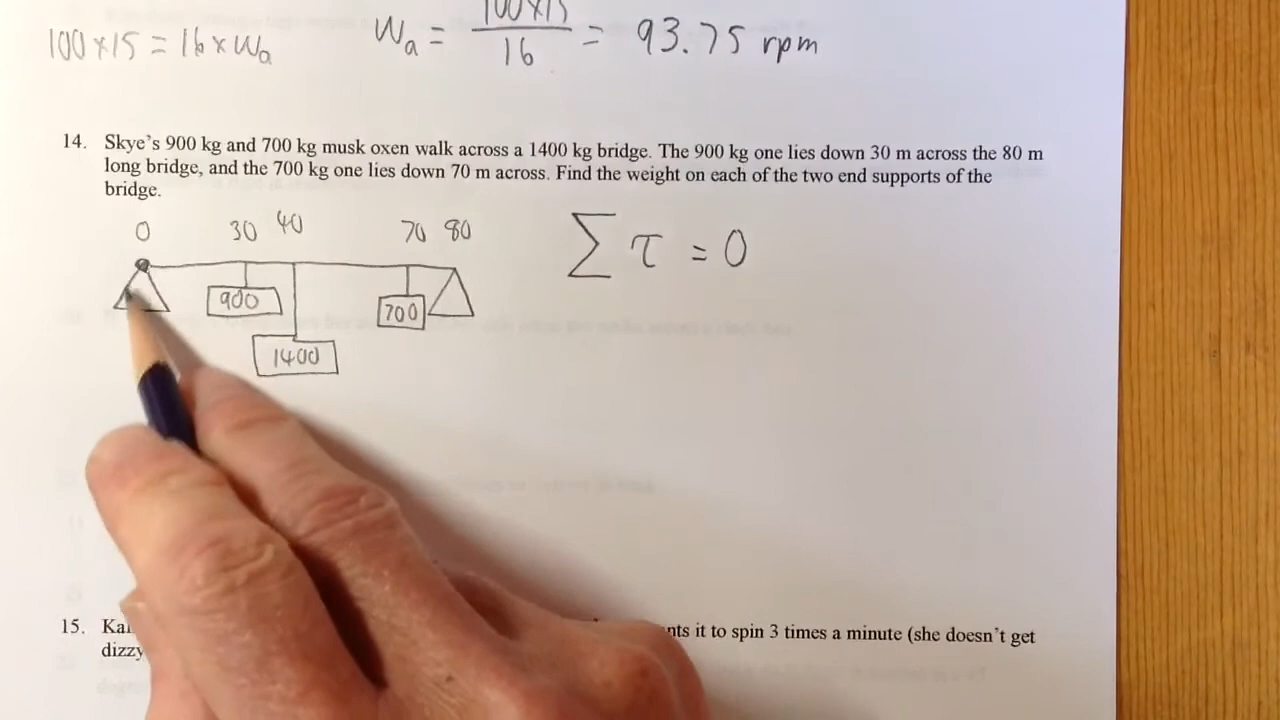 100×15
100×15 = 16×Wa Wa = 16 = 93.75 rpm
14. Skye's 900 kg and 700 kg musk oxen walk across a 1400 kg bridge. The 900 kg one lies down 30 m across the 80 m
long bridge, and the 700 kg one lies down 70 m across. Find the weight on each of the two end supports of the
bridge.
0 30 40 70 80
Σ τ = 0
900 700
1400
15.
it to spin 3 times a minute (she doesn't get